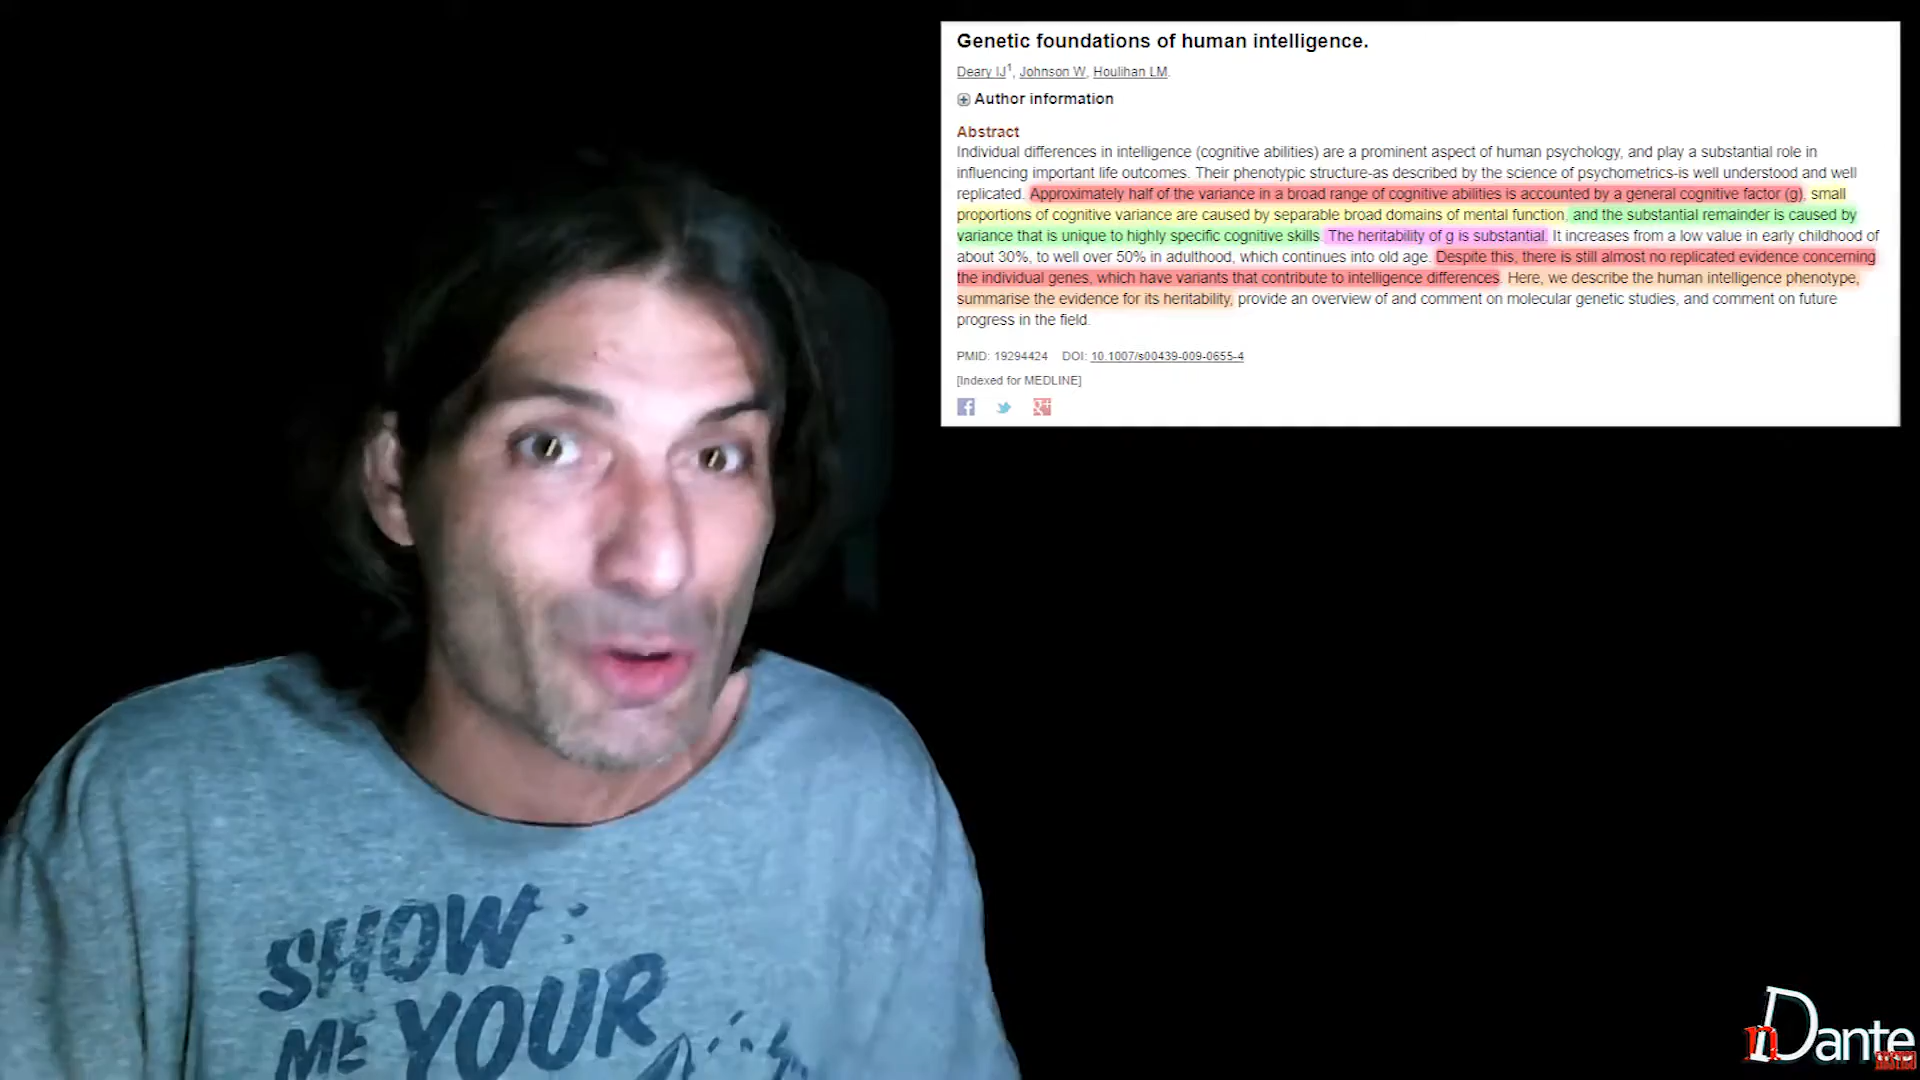 Genetic foundations of human intelligence.
Deary IJ1, Johnson W, Houlihan LM.
Author information
Abstract
Individual differences in intelligence (cognitive abilities) are a prominent aspect of human psychology, and play a substantial role in
influencing important life outcomes. Their phenotypic structure-as described by the science of psychometrics-is well understood and well
replicated. Approximately half of the variance in a broad range of cognitive abilities is accounted by a general cognitive factor (g), small
proportions of cognitive variance are caused by separable broad domains of mental function, and the substantial remainder is caused by
variance that is unique to highly specific cognitive skills. The heritability of g is substantial. It increases from a low value in early childhood of
about 30%, to well over 50% in adulthood, which continues into old age. Despite this, there is still almost no replicated evidence concerning
the individual genes, which have variants that contribute to intelligence differences. Here, we describe the human intelligence phenotype,
summarise the evidence for its heritability, provide an overview of and comment on molecular genetic studies, and comment on future
progress in the field.
PMID: 19294424 DOI: 10.1007/s00439-009-0655-4
[Indexed for MEDLINE]
g+
SHOW
ME YOUR
nDante